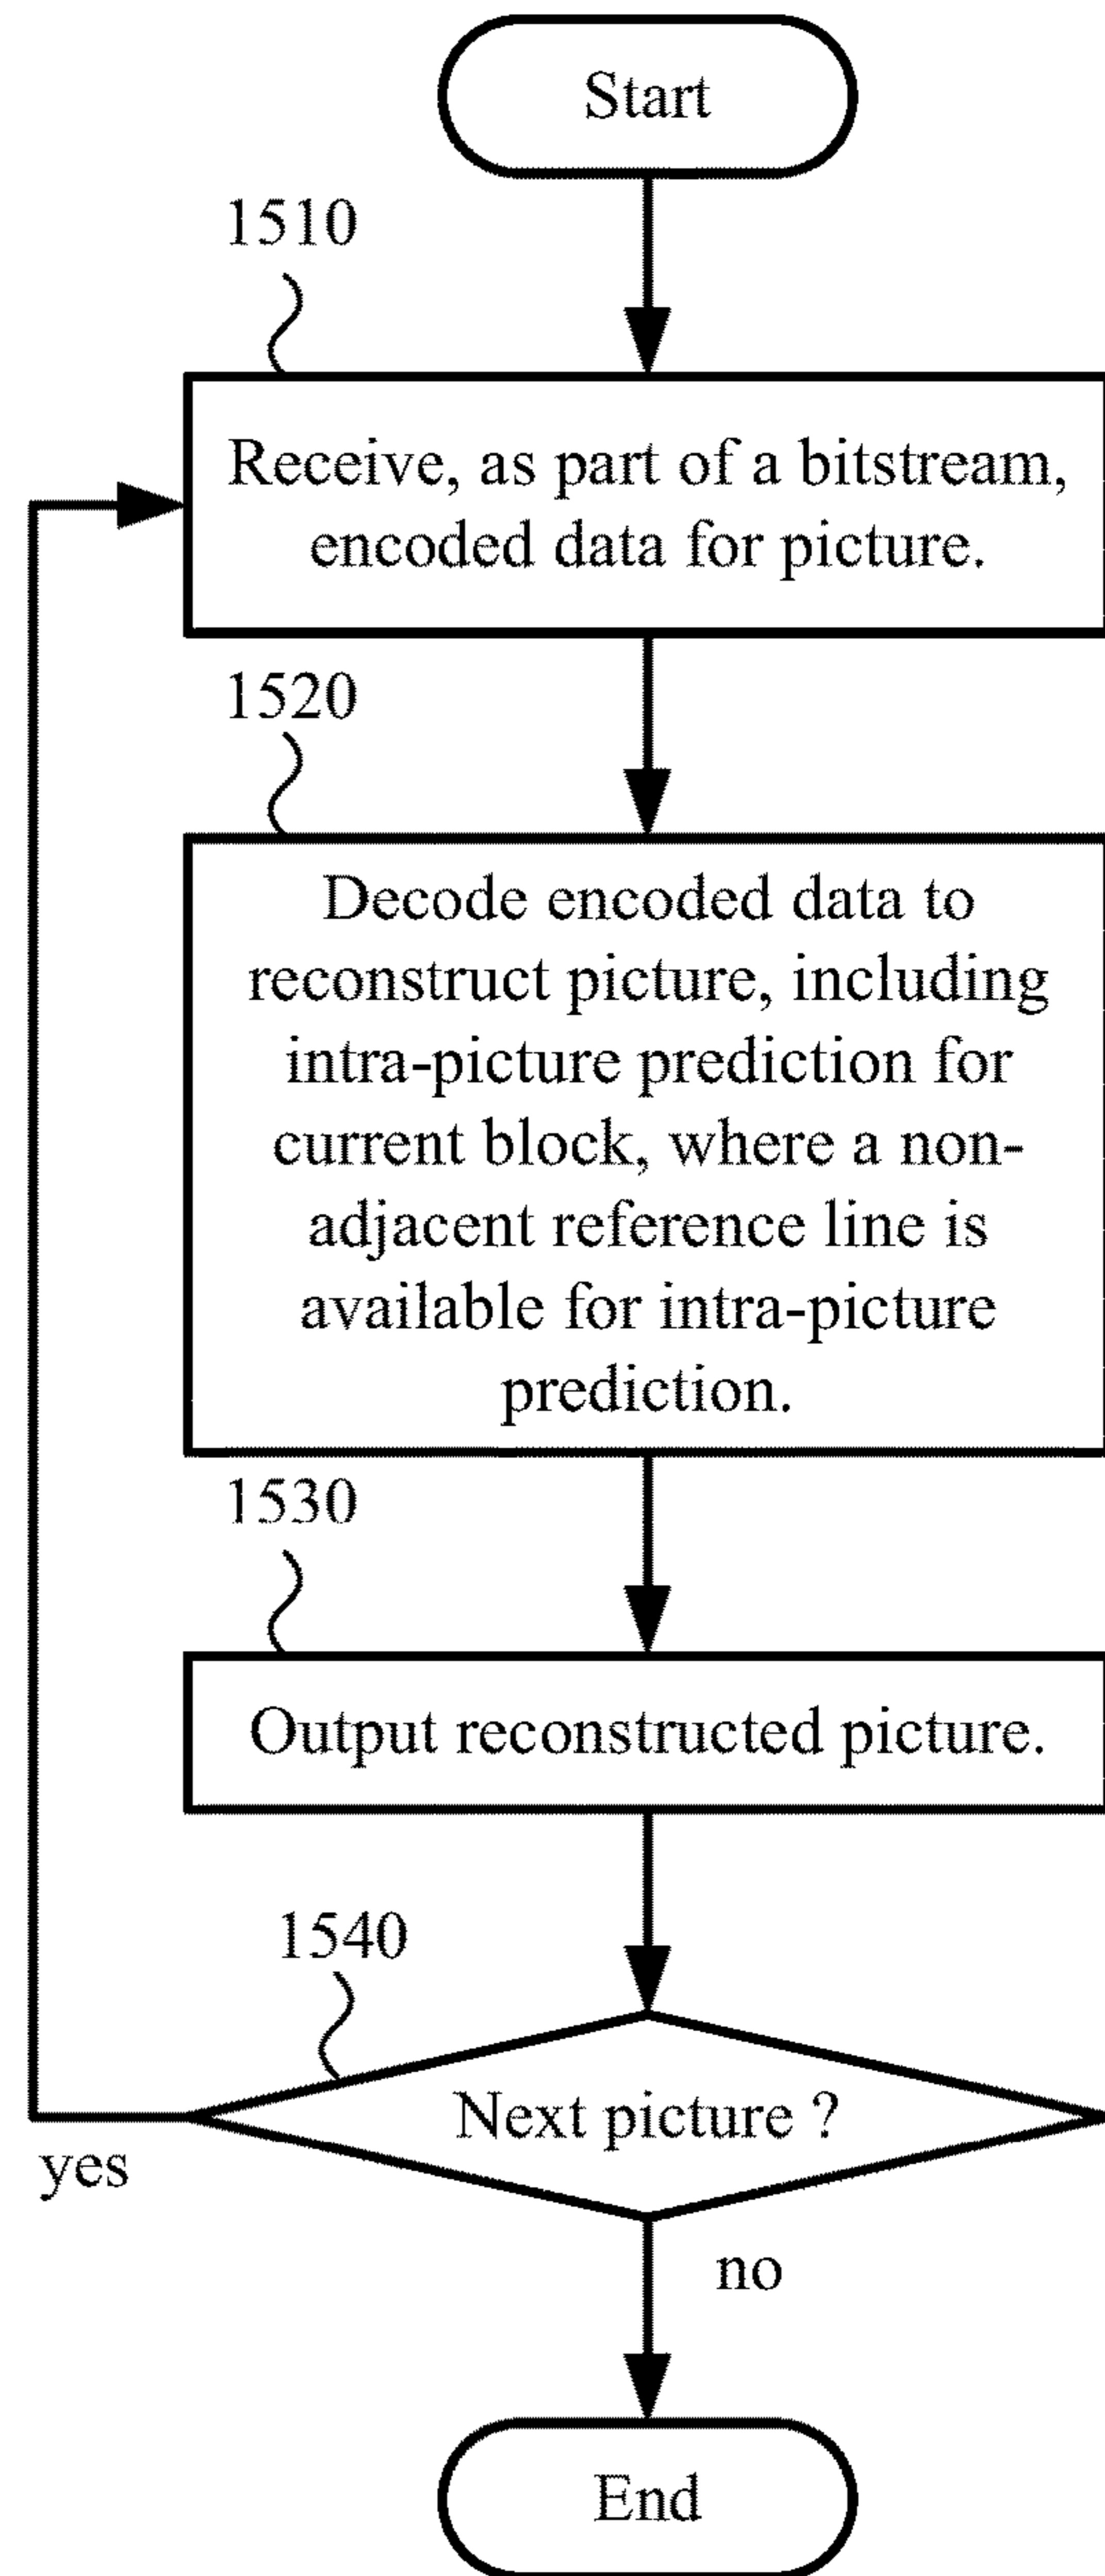 Start
1510
Receive, as part of a bitstream,
encoded data for picture.
1520
Decode encoded data to
reconstruct picture, including
intra-picture prediction for
current block, where a non-
adjacent reference line is
available for intra-picture
prediction.
1530
Output reconstructed picture.
1540
Next picture ?
yes
no
End